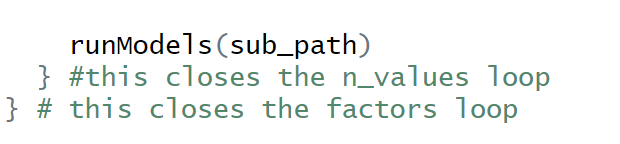 runModels(sub_path)
} #this closes the n_values loop
} # this closes the factors loop